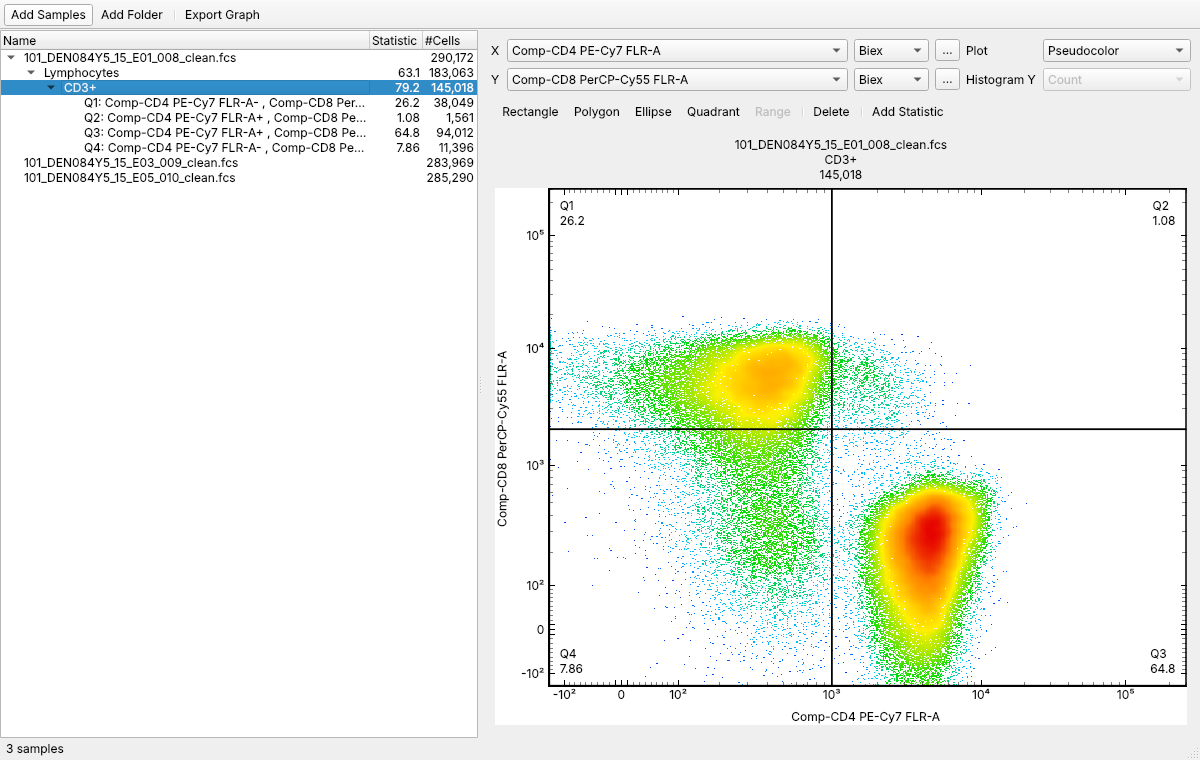 Add Samples Add Folder Export Graph
Name Statistic #Cells
101_DEN084Y5_15_E01_008_clean.fcs 290,172
Lymphocytes 63.1 183,063
CD3+ 79.2 145,018
Q1: Comp-CD4 PE-Cy7 FLR-A- , Comp-CD8 Per... 26.2 38,049
Q2: Comp-CD4 PE-Cy7 FLR-A+ , Comp-CD8 Pe... 1.08 1,561
Q3: Comp-CD4 PE-Cy7 FLR-A+ , Comp-CD8 Pe... 64.8 94,012
Q4: Comp-CD4 PE-Cy7 FLR-A- , Comp-CD8 Pe... 7.86 11,396
101_DEN084Y5_15_E03_009_clean.fcs 283,969
101_DEN084Y5_15_E05_010_clean.fcs 285,290
X Comp-CD4 PE-Cy7 FLR-A Biex ... Plot Pseudocolor
Y Comp-CD8 PerCP-Cy55 FLR-A Biex ... Histogram Y Count
Rectangle Polygon Ellipse Quadrant Range Delete Add Statistic
101_DEN084Y5_15_E01_008_clean.fcs
CD3+
145,018
Q1 Q2
26.2 1.08
10⁵
10⁴
10³
10²
0
-10²
Comp-CD8 PerCP-Cy55 FLR-A
Q4 Q3
7.86 64.8
-10² 0 10² 10³ 10⁴ 10⁵
Comp-CD4 PE-Cy7 FLR-A
3 samples